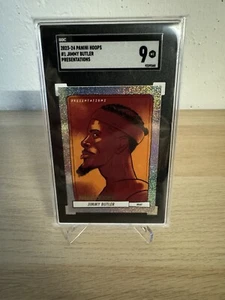 SGC
2023-24 PANINI HOOPS
#1 JIMMY BUTLER
PRESENTATIONS
9
PRESENTATIONS
JIMMY BUTLER